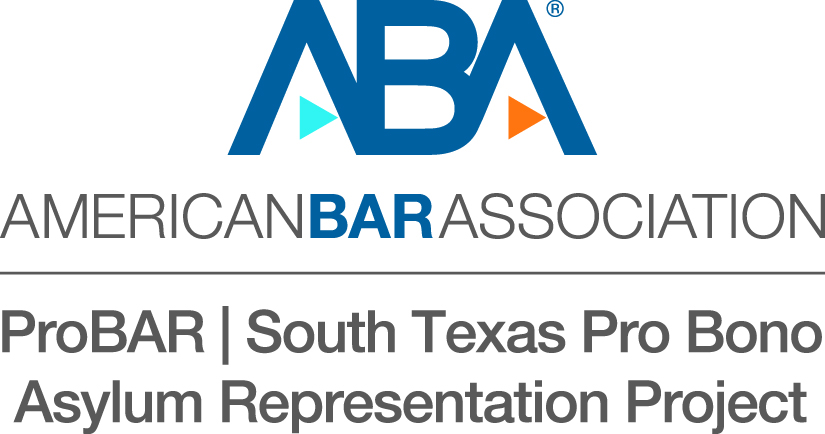 ABA®
AMERICANBARASSOCIATION
ProBAR | South Texas Pro Bono
Asylum Representation Project